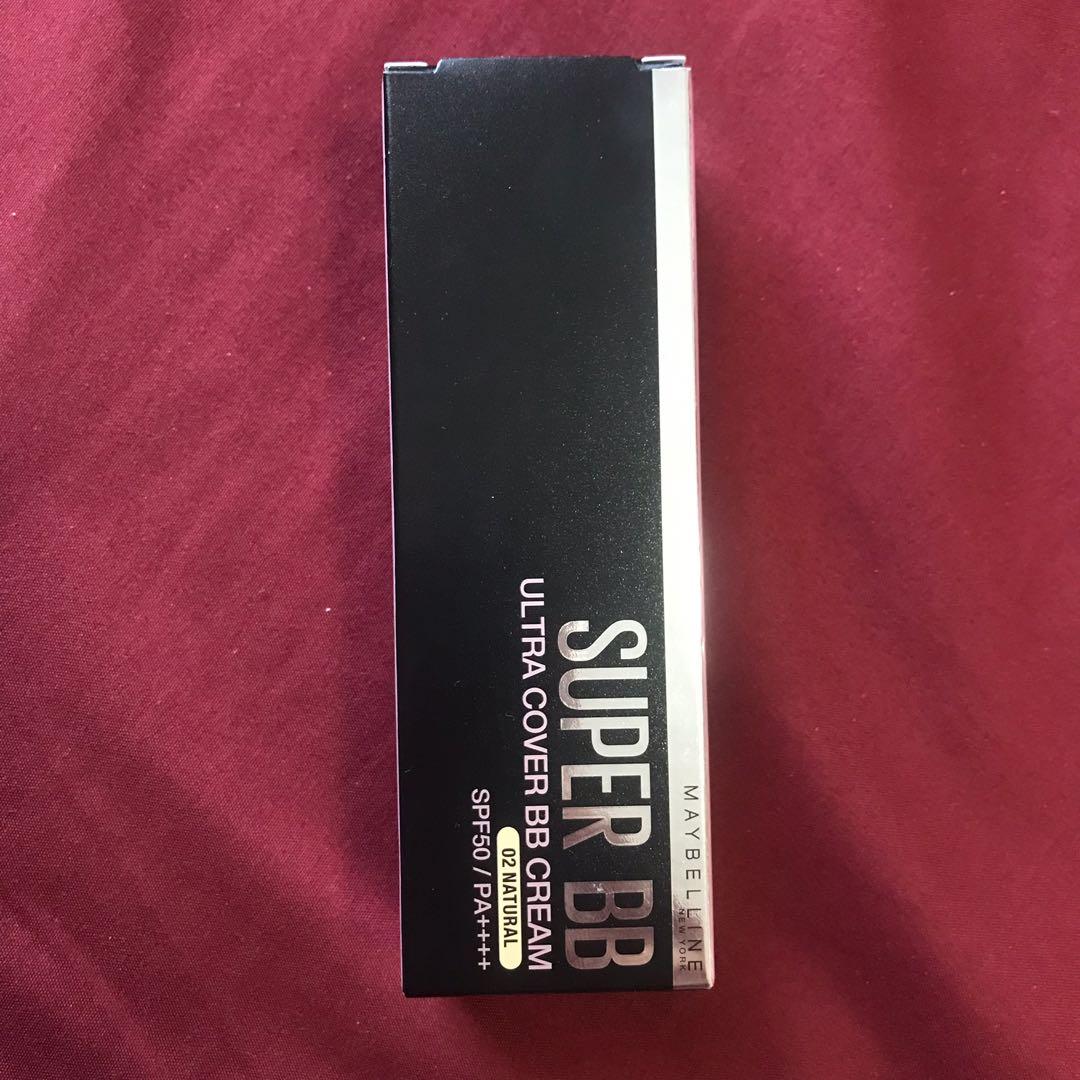 MAYBELLINE
NEW YORK
SUPER BB
ULTRA COVER BB CREAM
02 NATURAL
SPF50 / PA++++